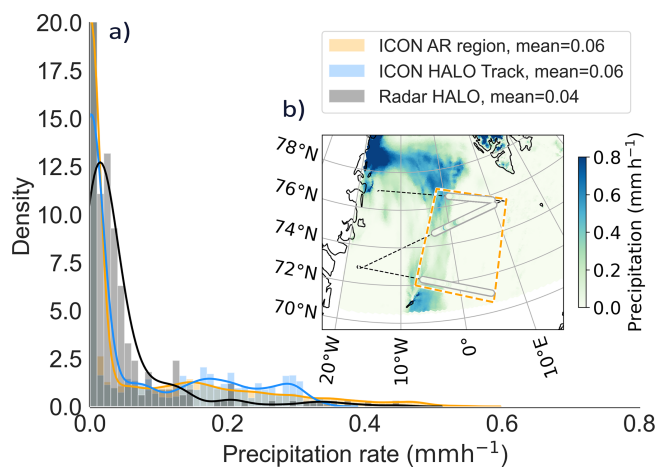 a)
ICON AR region, mean=0.06
ICON HALO Track, mean=0.06
Radar HALO, mean=0.04
b)
20.0
17.5
15.0
12.5
10.0
7.5
5.0
2.5
0.0
Density
0.0
0.2
0.4
0.6
0.8
Precipitation rate (mmh⁻¹)
78°N
76°N
74°N
72°N
70°N
20°W
10°W
0°
10°E
0.8
0.6
0.4
0.2
0.0
Precipitation (mmh⁻¹)